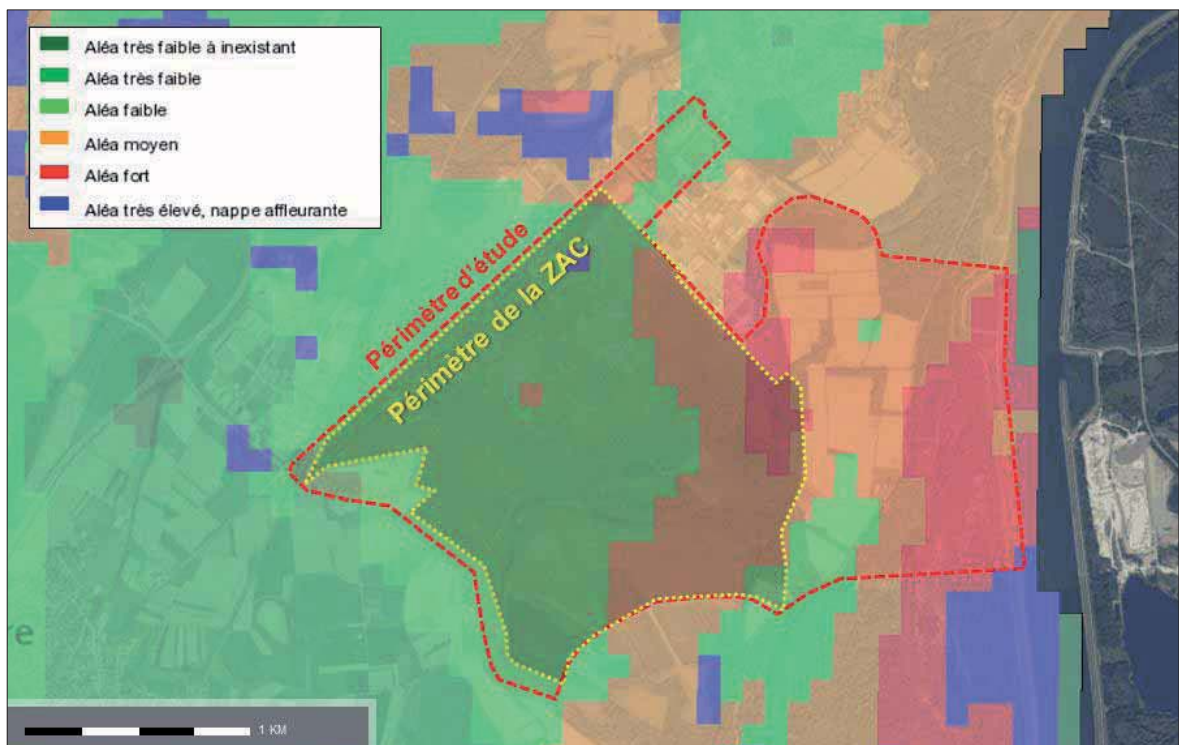 Aléa très faible à inexistant
Aléa très faible
Aléa faible
Aléa moyen
Aléa fort
Aléa très élevé, nappe affleurante
Périmètre d'étude
Périmètre de la ZAC
re
1 KM